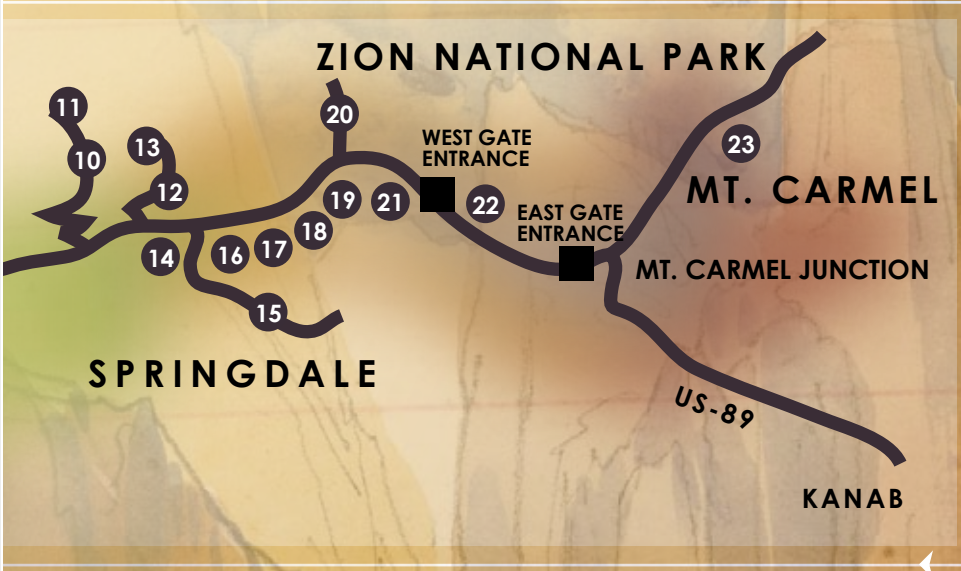 ZION NATIONAL PARK
11
20
13
10
WEST GATE
ENTRANCE
23
12
MT. CARMEL
19
21
22
EAST GATE
ENTRANCE
18
14
16
17
MT. CARMEL JUNCTION
15
SPRINGDALE
US-89
KANAB